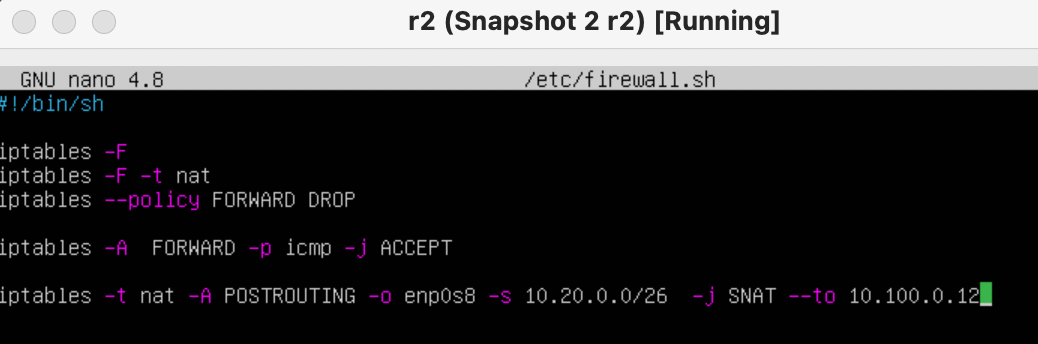 r2 (Snapshot 2 r2) [Running]
GNU nano 4.8 /etc/firewall.sh
#!/bin/sh
iptables -F
iptables -F -t nat
iptables --policy FORWARD DROP
iptables -A  FORWARD -p icmp -j ACCEPT
iptables -t nat -A POSTROUTING -o enp0s8 -s 10.20.0.0/26  -j SNAT --to 10.100.0.12